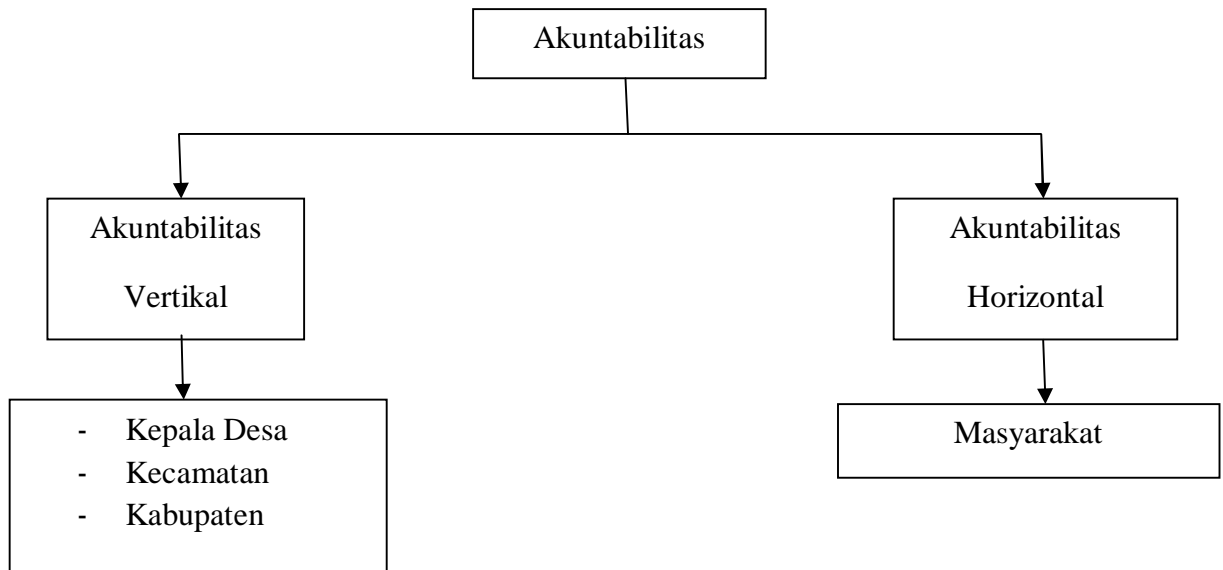 Akuntabilitas
Akuntabilitas
Vertikal
Akuntabilitas
Horizontal
- Kepala Desa
- Kecamatan
- Kabupaten
Masyarakat